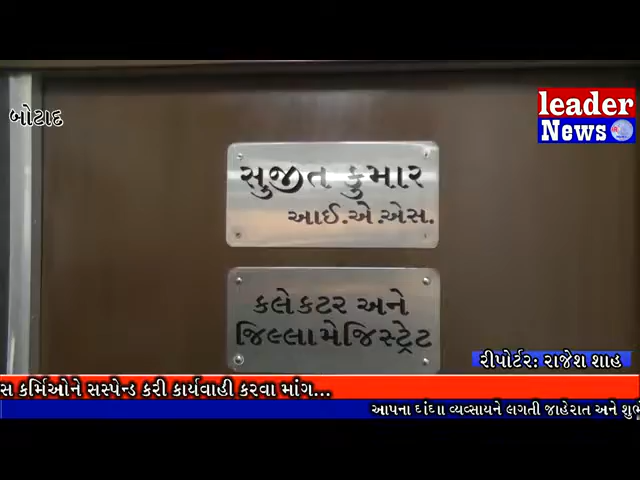 બોટાદ
leader
News
સુજીત કુમાર
આઈ.એ.એસ.
કલેકટર અને
જિલ્લામેજિસ્ટ્રેટ
રીપોર્ટર: રાજેશ શાહ
સ કર્મિઓને સસ્પેન્ડ કરી કાર્યવાહી કરવા માંગ...
આપના ધંધા વ્યવસાયને લગતી જાહેરાત અને શુભે